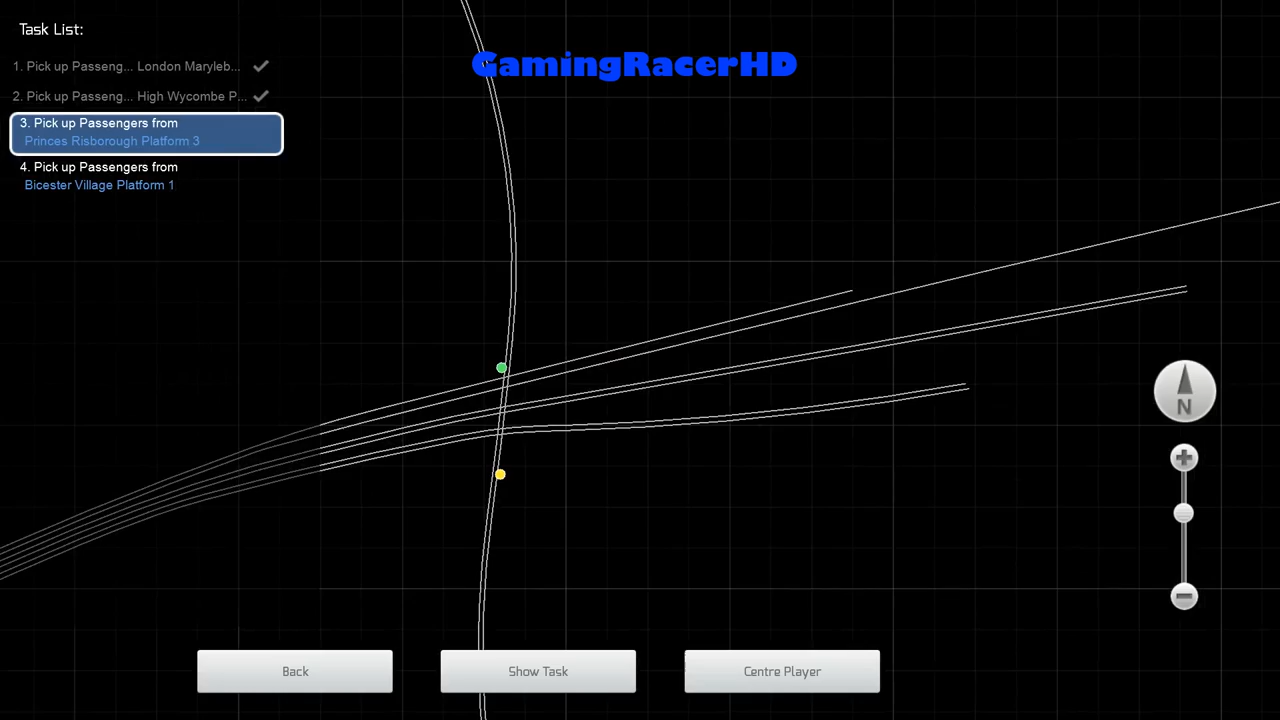 Task List:
GamingRacerHD
1. Pick up Passeng... London Maryleb...
2. Pick up Passeng... High Wycombe P...
3. Pick up Passengers from
Princes Risborough Platform 3
4. Pick up Passengers from
Bicester Village Platform 1
N
Back
Show Task
Centre Player